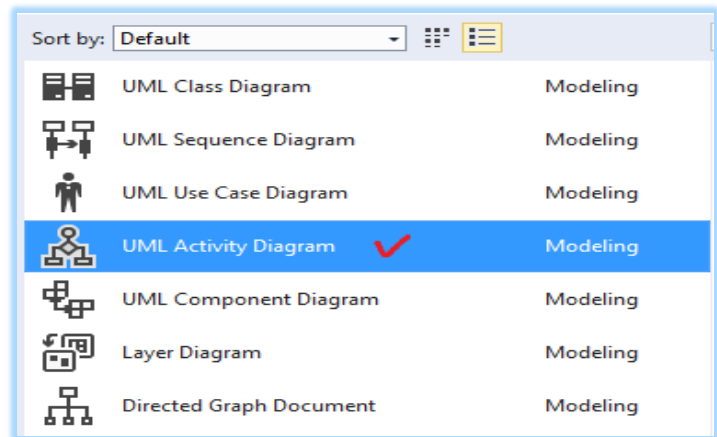 Sort by: Default
UML Class Diagram Modeling
UML Sequence Diagram Modeling
UML Use Case Diagram Modeling
UML Activity Diagram Modeling
UML Component Diagram Modeling
Layer Diagram Modeling
Directed Graph Document Modeling